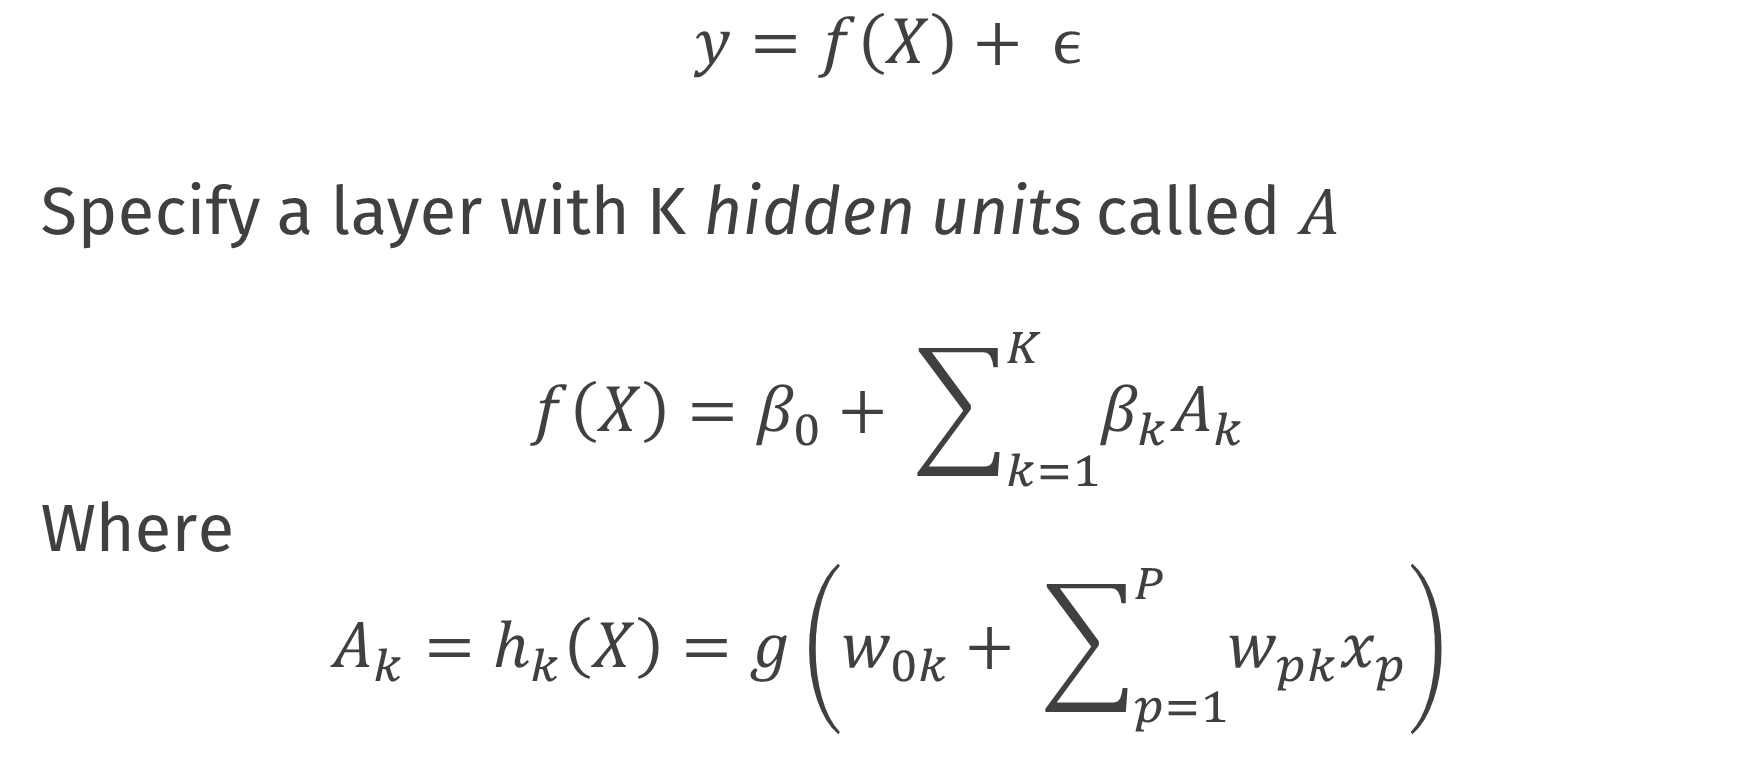 y = f(X) + ϵ
Specify a layer with K hidden units called A
f(X) = β₀ + ∑ₖ₌₁ᴷ βₖAₖ
Where
Aₖ = hₖ(X) = g(w₀ₖ + ∑ₚ₌₁ᴾ wₚₖxₚ)